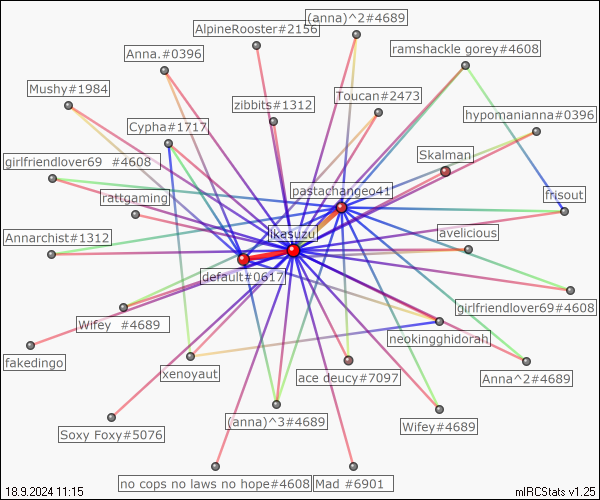 (anna)^2#4689
AlpineRooster#2156
ramshackle gorey#4608
Anna.#0396
Mushy#1984
Toucan#2473
zibbits#1312
hypomanianna#0396
Cypha#1717
Skalman
girlfriendlover69 #4608
pastachangeo41
frisout
rattgaming
likasuzu
avelicious
Annarchist#1312
default#0617
girlfriendlover69#4608
Wifey #4689
neokingghidorah
fakedingo
xenoyaut
ace deucy#7097
Anna^2#4689
(anna)^3#4689
Wifey#4689
Soxy Foxy#5076
no cops no laws no hope#4608
Mad #6901
18.9.2024 11:15
mIRCStats v1.25